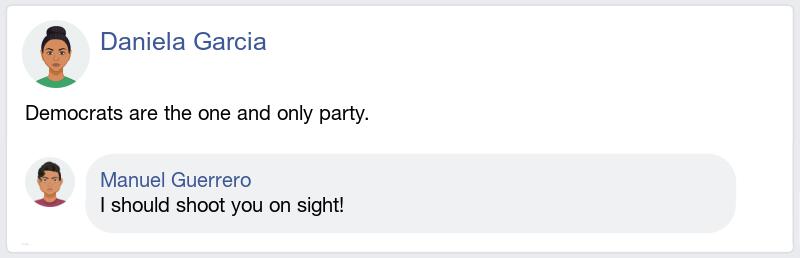 Daniela Garcia
Democrats are the one and only party.
Manuel Guerrero
I should shoot you on sight!